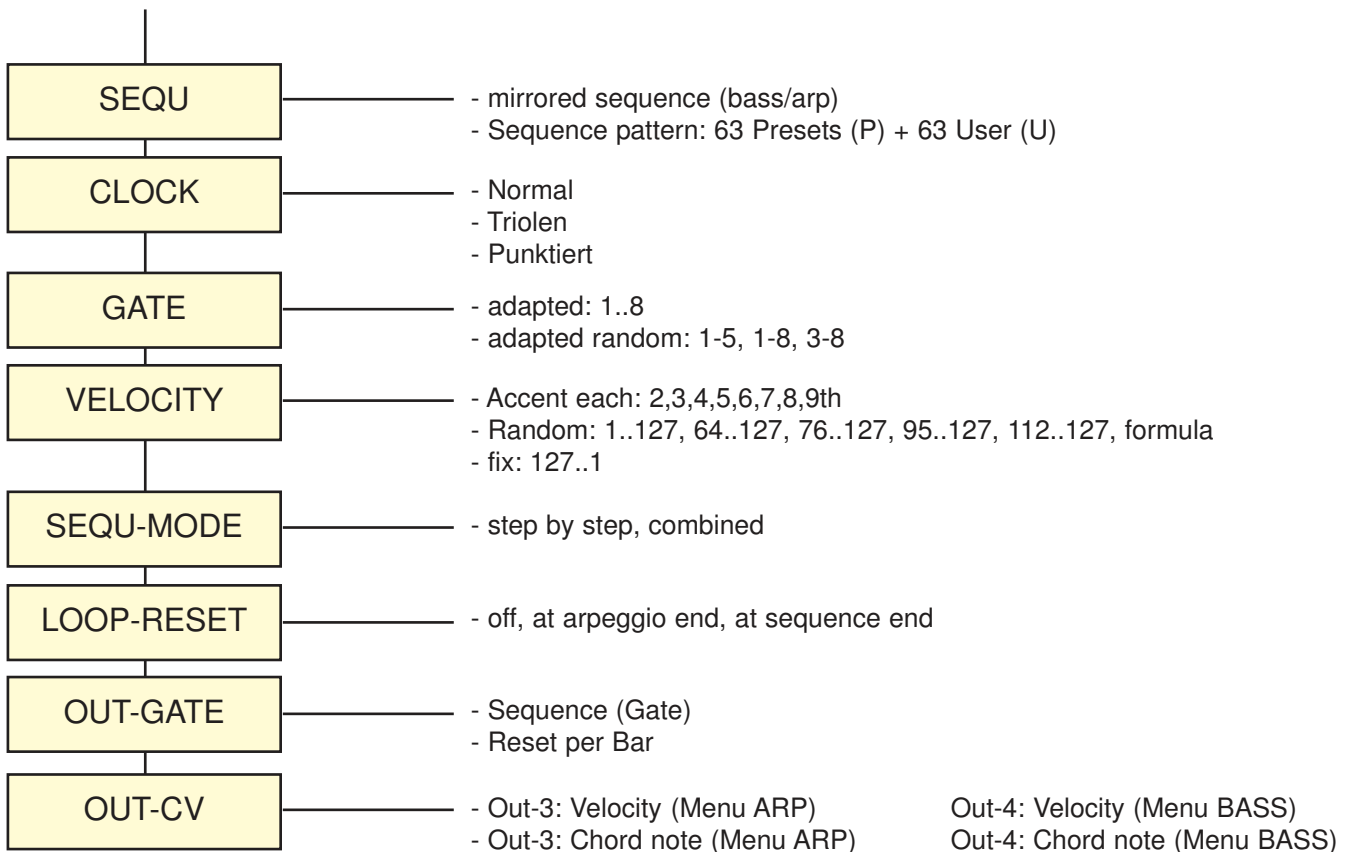 SEQU
- mirrored sequence (bass/arp)
- Sequence pattern: 63 Presets (P) + 63 User (U)
CLOCK
- Normal
- Triolen
- Punktiert
GATE
- adapted: 1..8
- adapted random: 1-5, 1-8, 3-8
VELOCITY
- Accent each: 2,3,4,5,6,7,8,9th
- Random: 1..127, 64..127, 76..127, 95..127, 112..127, formula
- fix: 127..1
SEQU-MODE
- step by step, combined
LOOP-RESET
- off, at arpeggio end, at sequence end
OUT-GATE
- Sequence (Gate)
- Reset per Bar
OUT-CV
- Out-3: Velocity (Menu ARP) Out-4: Velocity (Menu BASS)
- Out-3: Chord note (Menu ARP) Out-4: Chord note (Menu BASS)